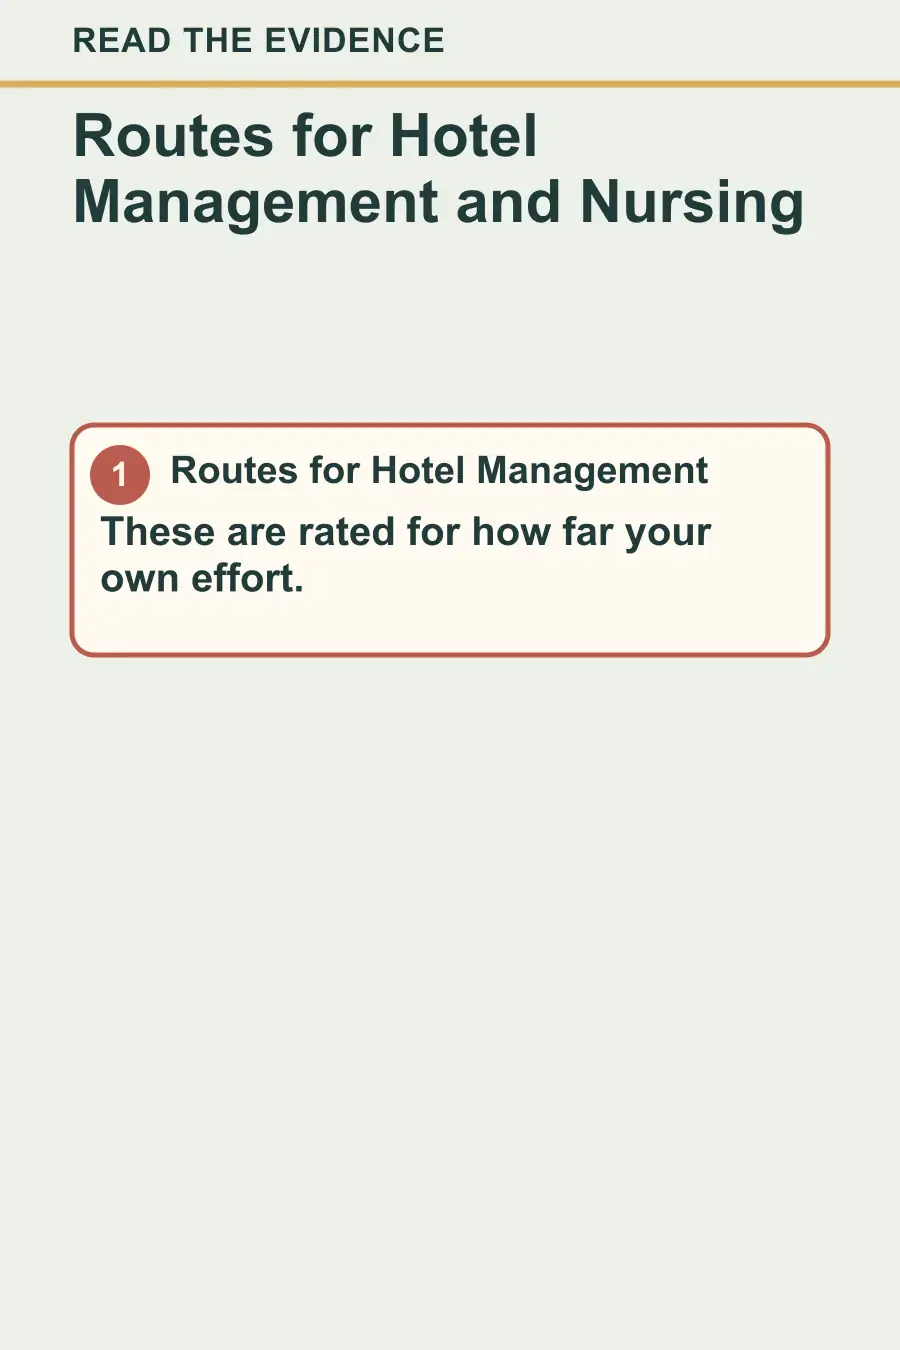 READ THE EVIDENCE
Routes for Hotel
Management and Nursing
1 Routes for Hotel Management
These are rated for how far your
own effort.